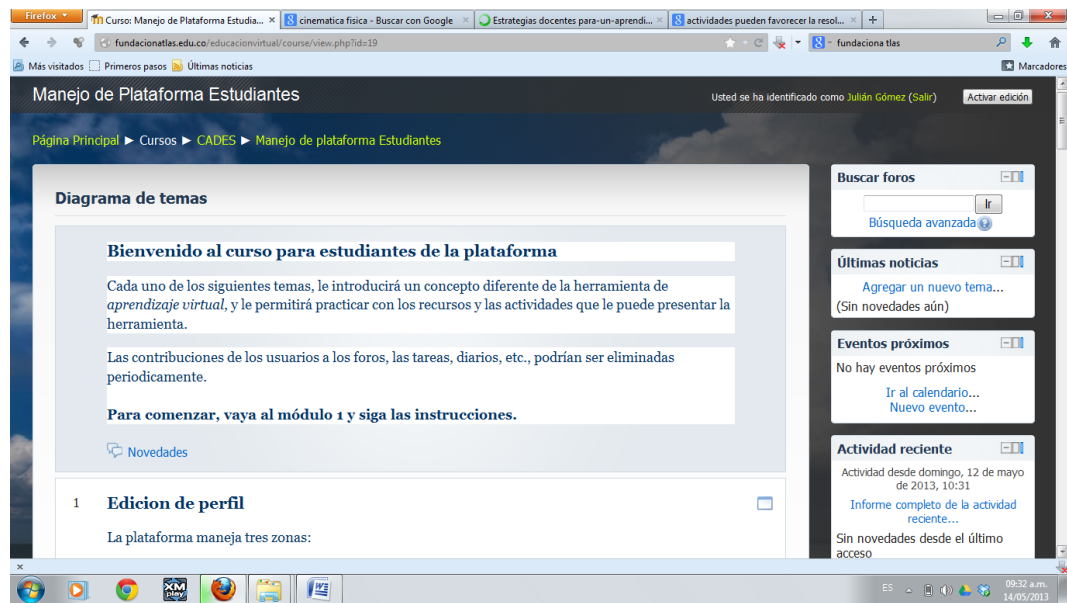 Firefox
Curso: Manejo de Plataforma Estudia... ×
cinematica fisica - Buscar con Google ×
Estrategias docentes para-un-aprendi... ×
actividades pueden favorecer la resol... ×
fundacionatlas.edu.co/educacionvirtual/course/view.php?id=19
fundaciona tlas
Más visitados
Primeros pasos
Últimas noticias
Marcadores
Manejo de Plataforma Estudiantes
Usted se ha identificado como Julián Gómez (Salir)
Activar edición
Página Principal ► Cursos ► CADES ► Manejo de plataforma Estudiantes
Diagrama de temas
Bienvenido al curso para estudiantes de la plataforma
Cada uno de los siguientes temas, le introducirá un concepto diferente de la herramienta de
aprendizaje virtual, y le permitirá practicar con los recursos y las actividades que le puede presentar la
herramienta.
Las contribuciones de los usuarios a los foros, las tareas, diarios, etc., podrían ser eliminadas
periodicamente.
Para comenzar, vaya al módulo 1 y siga las instrucciones.
Novedades
1 Edicion de perfil
La plataforma maneja tres zonas:
Buscar foros
Ir
Búsqueda avanzada
Últimas noticias
Agregar un nuevo tema...
(Sin novedades aún)
Eventos próximos
No hay eventos próximos
Ir al calendario...
Nuevo evento...
Actividad reciente
Actividad desde domingo, 12 de mayo
de 2013, 10:31
Informe completo de la actividad
reciente...
Sin novedades desde el último
acceso
XM
play
ES
09:32 a.m.
14/05/2013